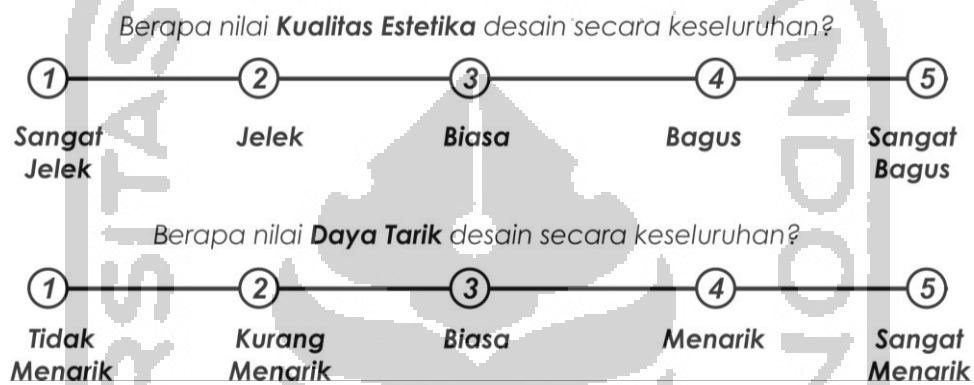 Berapa nilai Kualitas Estetika desain secara keseluruhan?
1 2 3 4 5
Sangat Jelek Biasa Bagus Sangat
Jelek Bagus
Berapa nilai Daya Tarik desain secara keseluruhan?
1 2 3 4 5
Tidak Kurang Biasa Menarik Sangat
Menarik Menarik Menarik